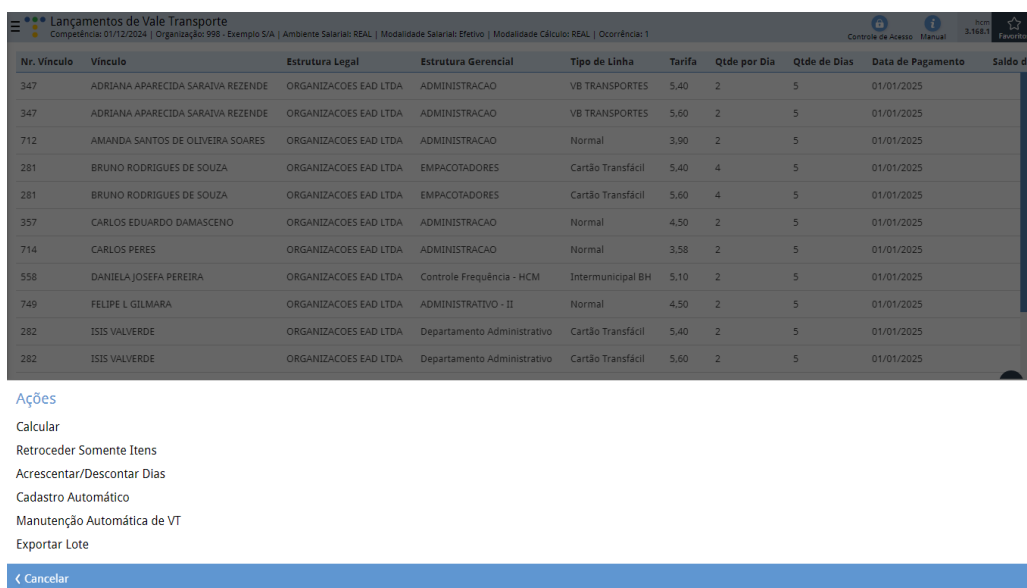 Lançamentos de Vale Transporte
Competência: 01/12/2024 | Organização: 998 - Exemplo S/A | Ambiente Salarial: REAL | Modalidade Salarial: Efetivo | Modalidade Cálculo: REAL | Ocorrência: 1
Controle de Acesso Manual hcm 3.168.1 Favorito
Nr. Vínculo Vínculo Estrutura Legal Estrutura Gerencial Tipo de Linha Tarifa Qtde por Dia Qtde de Dias Data de Pagamento Saldo d
347 ADRIANA APARECIDA SARAIVA REZENDE ORGANIZACOES EAD LTDA ADMINISTRACAO VB TRANSPORTES 5,40 2 5 01/01/2025
347 ADRIANA APARECIDA SARAIVA REZENDE ORGANIZACOES EAD LTDA ADMINISTRACAO VB TRANSPORTES 5,60 2 5 01/01/2025
712 AMANDA SANTOS DE OLIVEIRA SOARES ORGANIZACOES EAD LTDA ADMINISTRACAO Normal 3,90 2 5 01/01/2025
281 BRUNO RODRIGUES DE SOUZA ORGANIZACOES EAD LTDA EMPACOTADORES Cartão Transfácil 5,40 4 5 01/01/2025
281 BRUNO RODRIGUES DE SOUZA ORGANIZACOES EAD LTDA EMPACOTADORES Cartão Transfácil 5,60 4 5 01/01/2025
357 CARLOS EDUARDO DAMASCENO ORGANIZACOES EAD LTDA ADMINISTRACAO Normal 4,50 2 5 01/01/2025
714 CARLOS PERES ORGANIZACOES EAD LTDA ADMINISTRACAO Normal 3,58 2 5 01/01/2025
558 DANIELA JOSEFA PEREIRA ORGANIZACOES EAD LTDA Controle Frequência - HCM Intermunicipal BH 5,10 2 5 01/01/2025
749 FELIPE L GILMARA ORGANIZACOES EAD LTDA ADMINISTRATIVO - II Normal 4,50 2 5 01/01/2025
282 ISIS VALVERDE ORGANIZACOES EAD LTDA Departamento Administrativo Cartão Transfácil 5,40 2 5 01/01/2025
282 ISIS VALVERDE ORGANIZACOES EAD LTDA Departamento Administrativo Cartão Transfácil 5,60 2 5 01/01/2025
Ações
Calcular
Retroceder Somente Itens
Acrescentar/Descontar Dias
Cadastro Automático
Manutenção Automática de VT
Exportar Lote
Cancelar